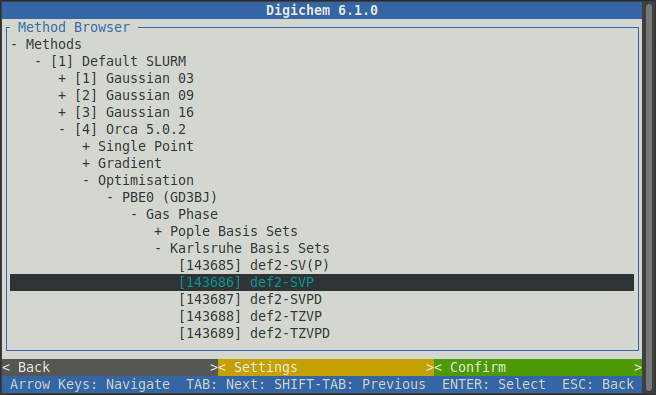 Digichem 6.1.0
Method Browser
- Methods
- [1] Default SLURM
+ [1] Gaussian 03
+ [2] Gaussian 09
+ [3] Gaussian 16
- [4] Orca 5.0.2
+ Single Point
+ Gradient
- Optimisation
- PBE0 (GD3BJ)
- Gas Phase
+ Pople Basis Sets
- Karlsruhe Basis Sets
[143685] def2-SV(P)
[143686] def2-SVP
[143687] def2-SVPD
[143688] def2-TZVP
[143689] def2-TZVPD
< Back >< Settings >< Confirm >
Arrow Keys: Navigate TAB: Next: SHIFT-TAB: Previous ENTER: Select ESC: Back